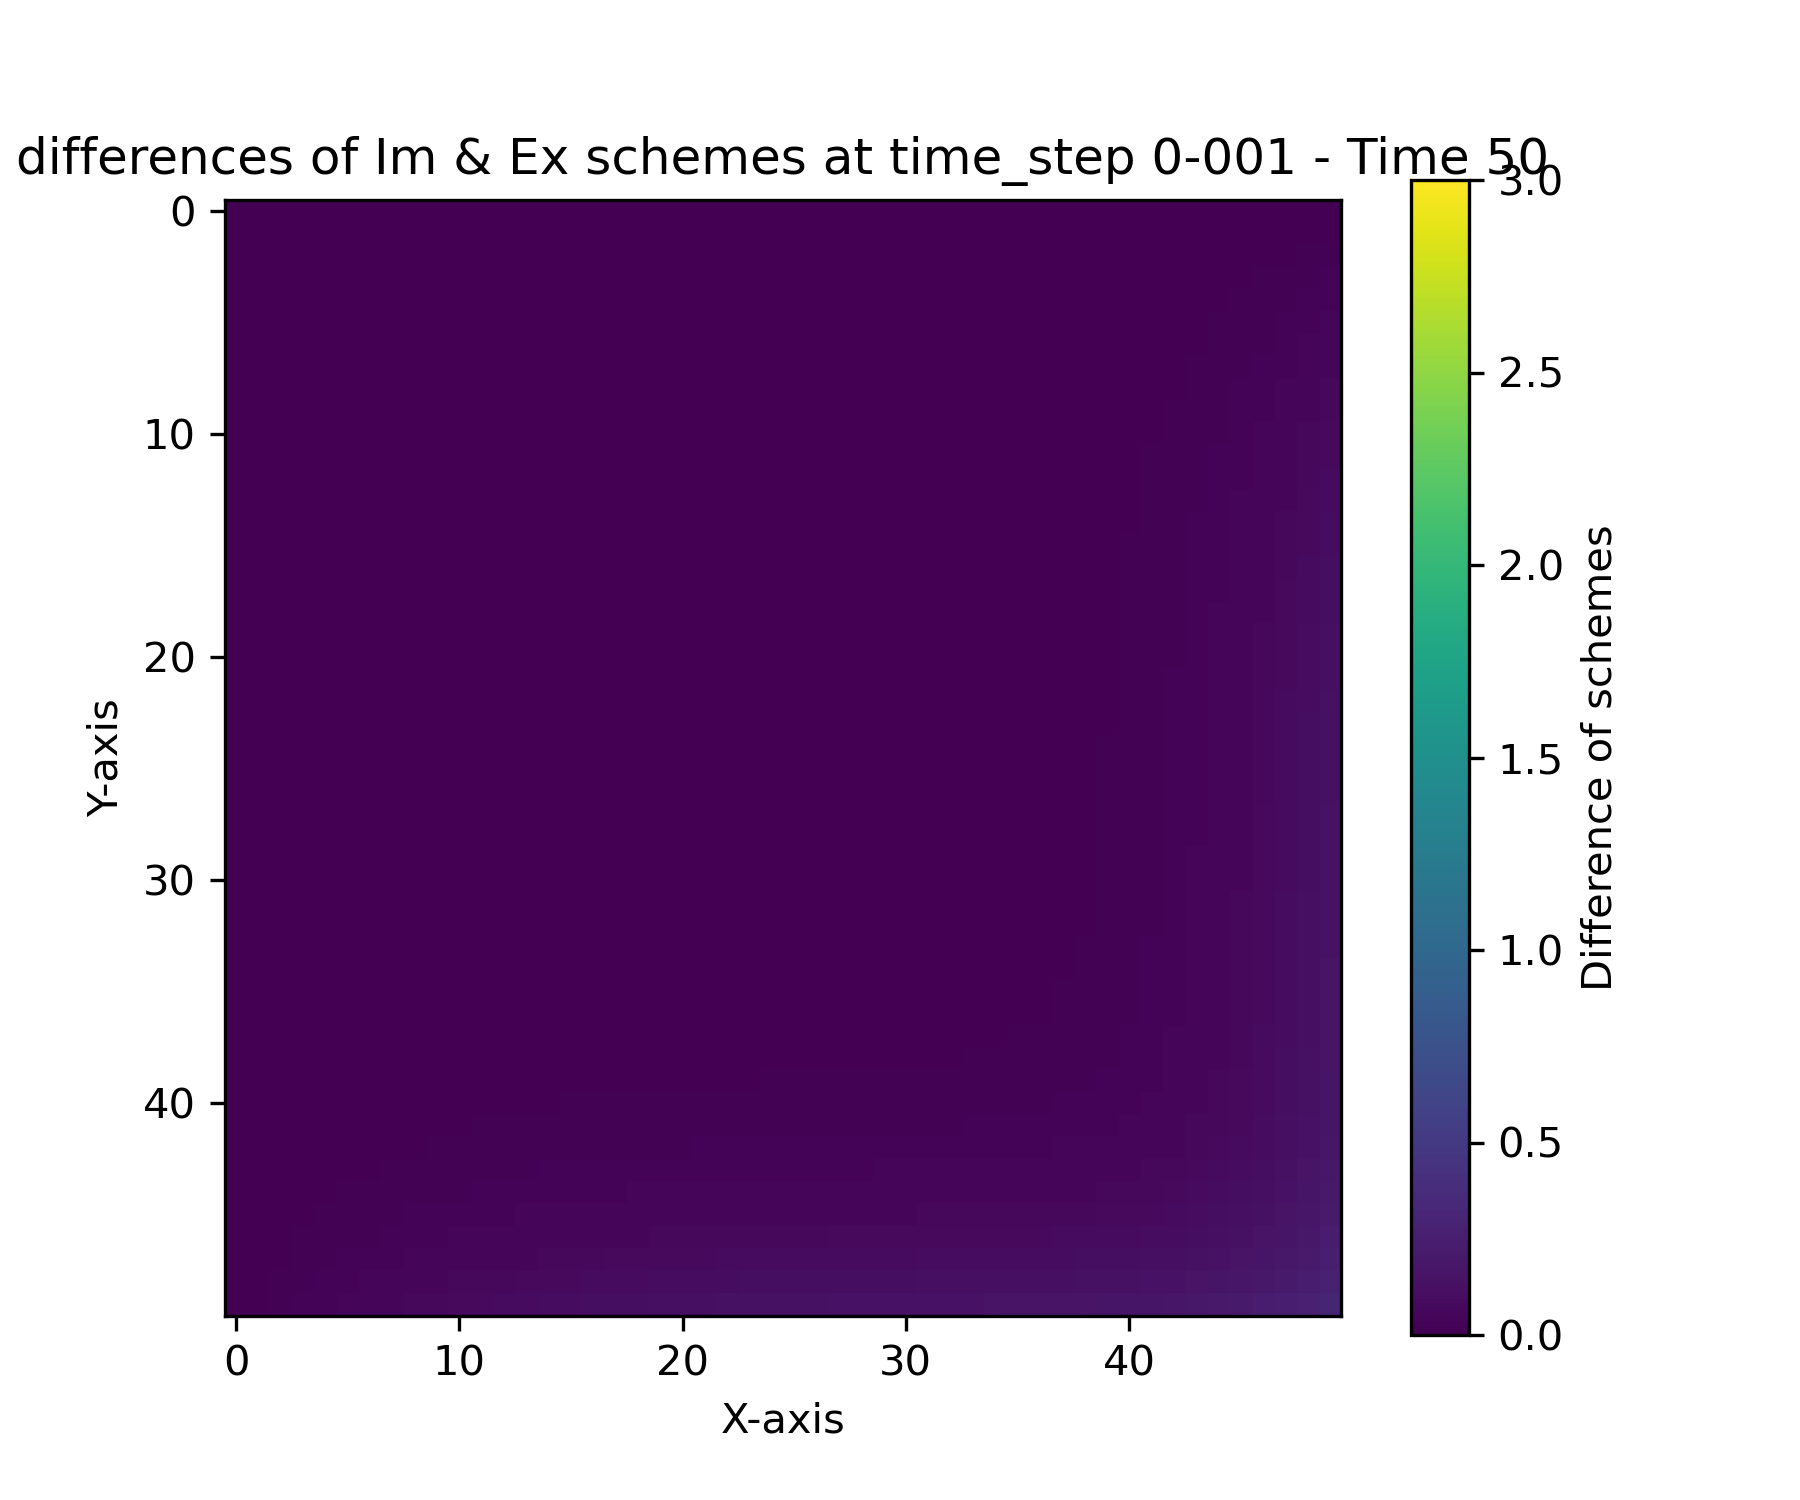 differences of Im & Ex schemes at time_step 0-001 - Time 50
0
10
20
30
40
Y-axis
0 10 20 30 40
X-axis
3.0
2.5
2.0
1.5
1.0
0.5
0.0
Difference of schemes